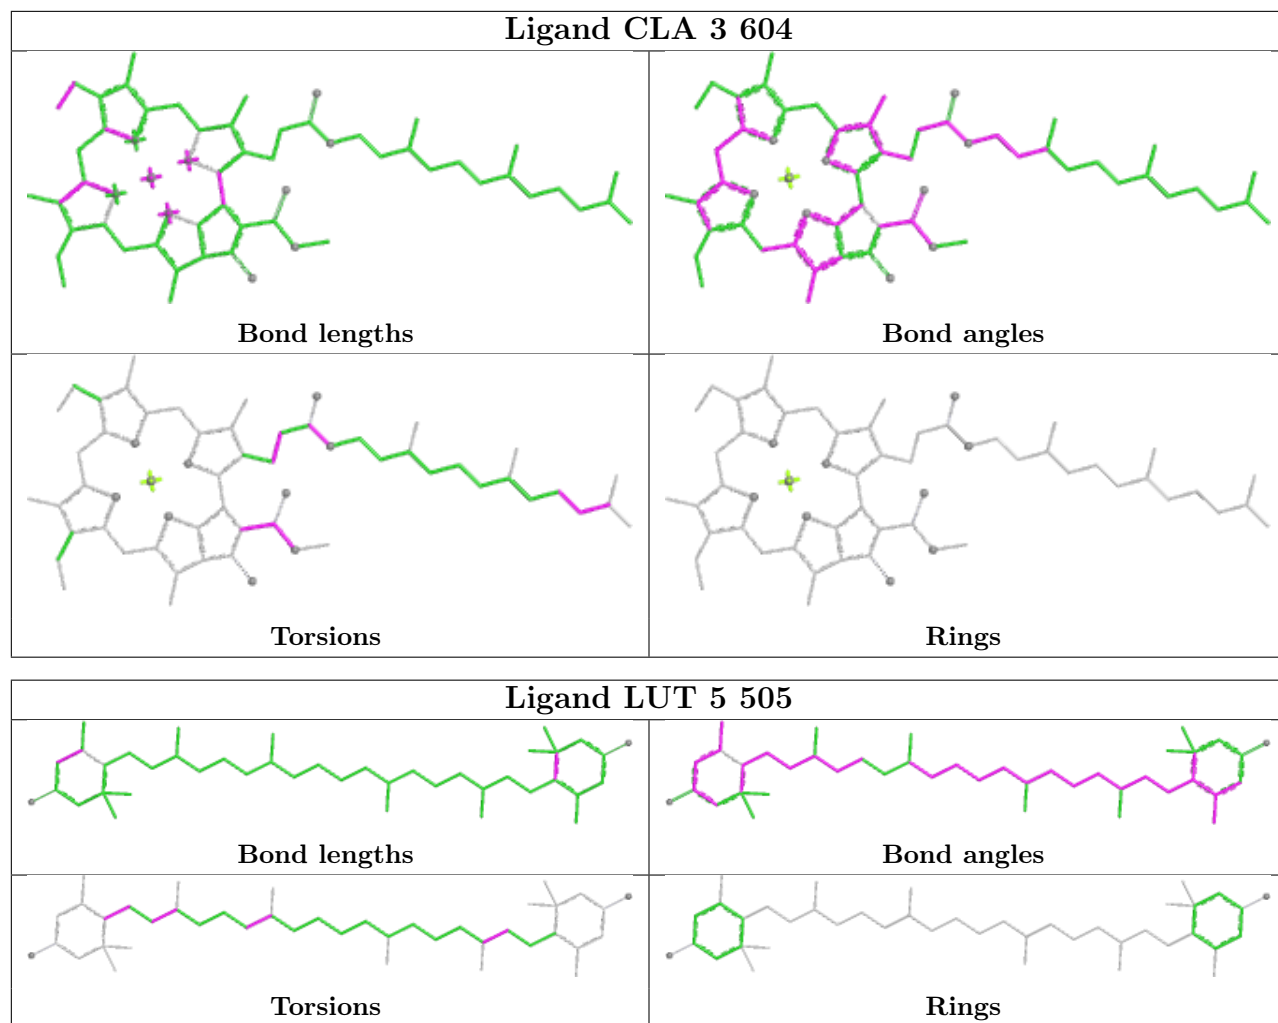 Ligand CLA 3 604
Bond lengths
Bond angles
Torsions
Rings
Ligand LUT 5 505
Bond lengths
Bond angles
Torsions
Rings